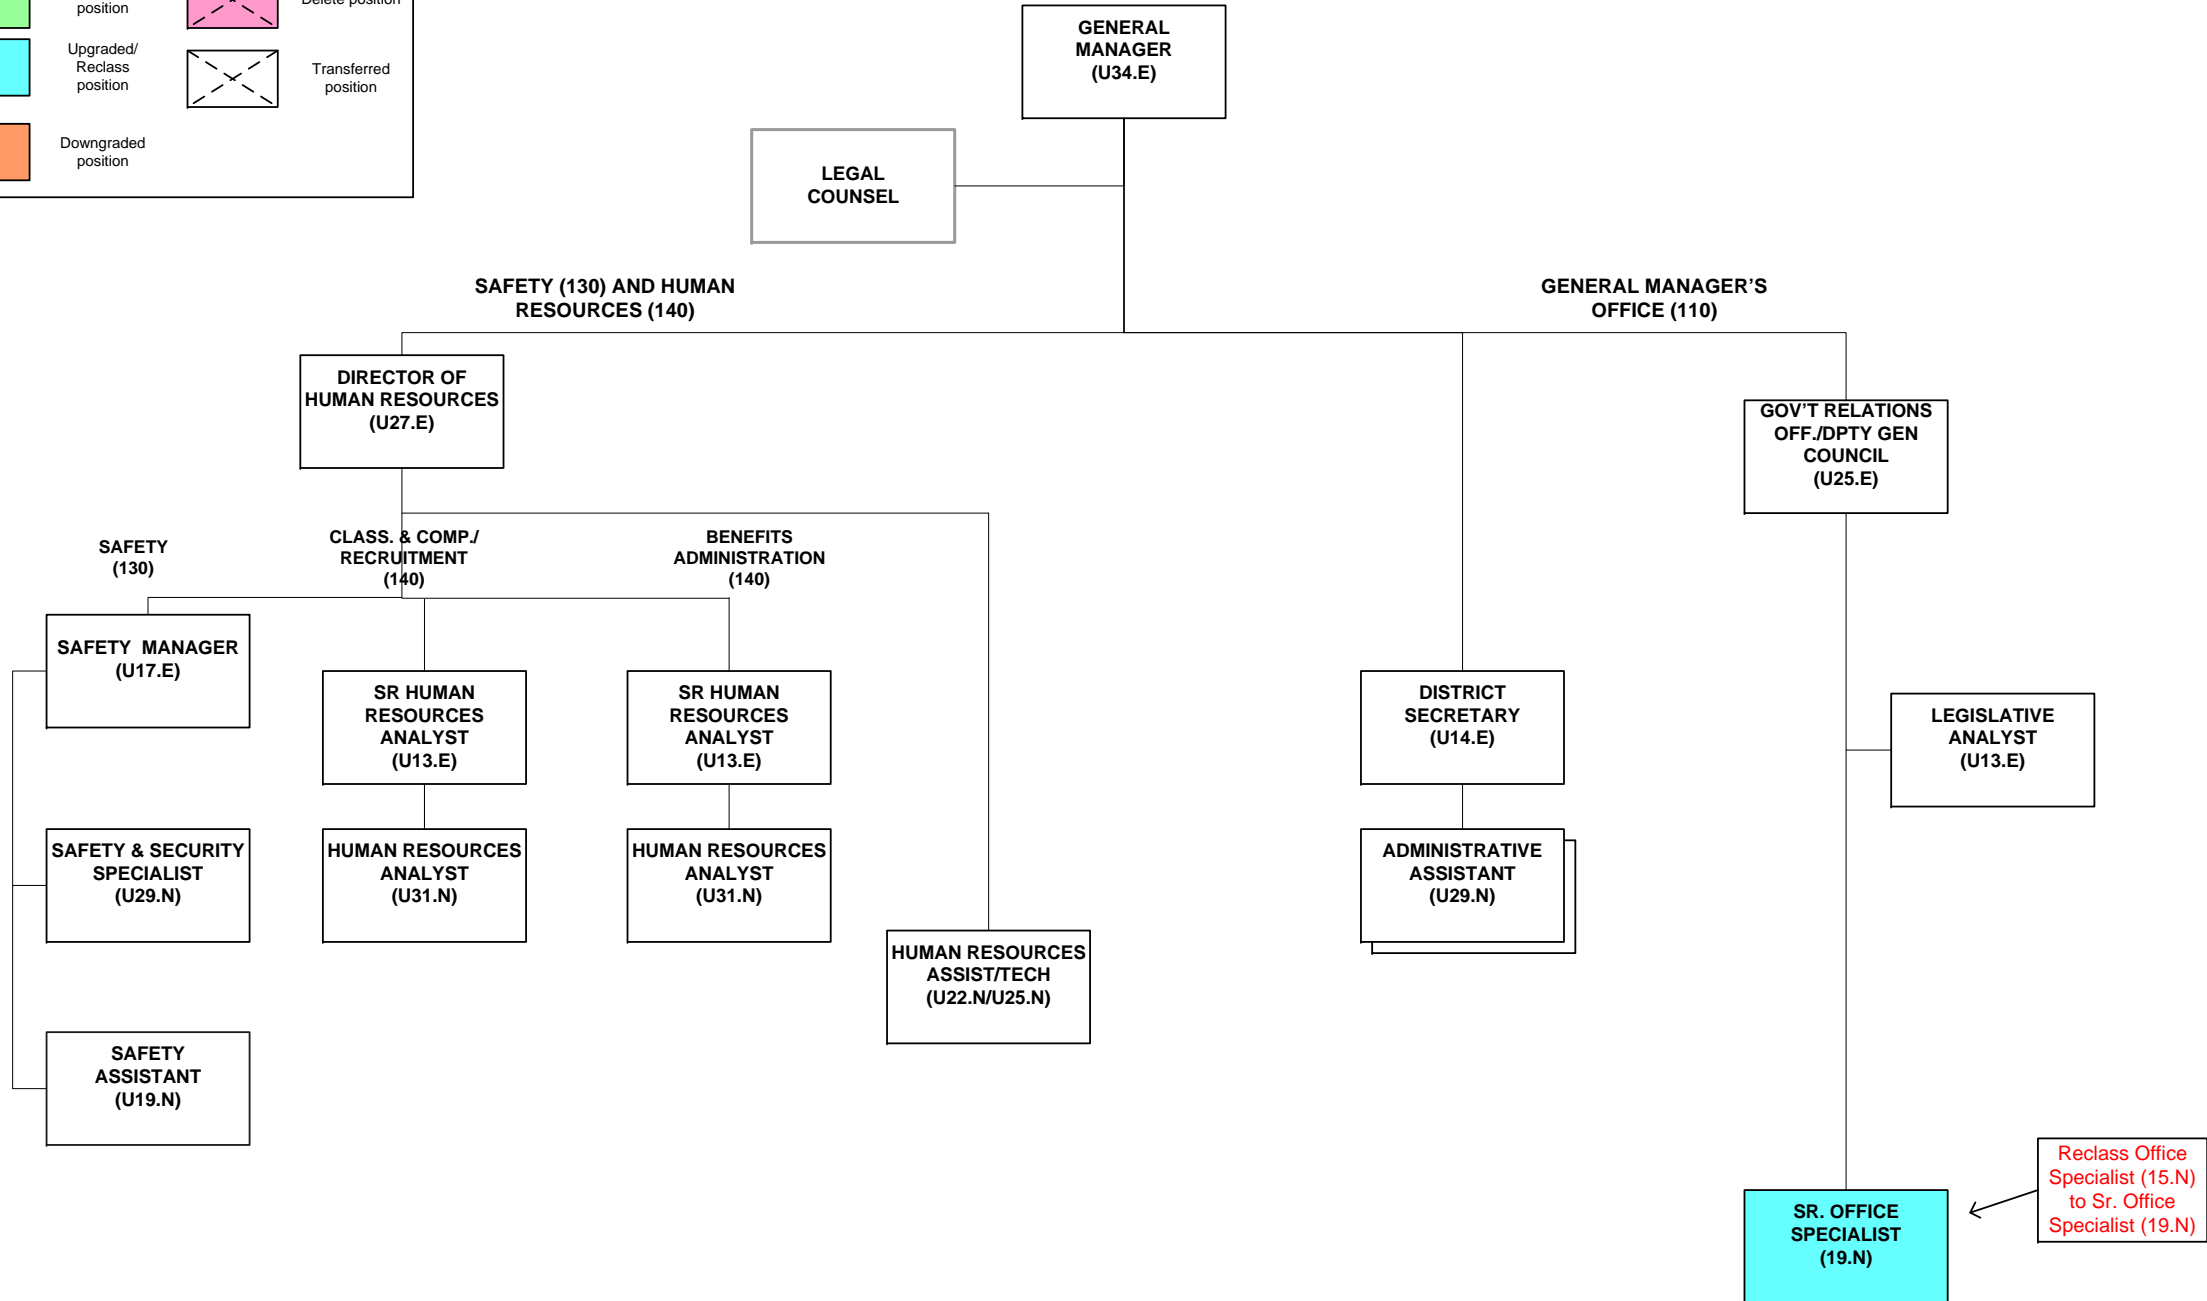 position
Delete position
Upgraded/
Reclass
position
Transferred
position
Downgraded
position
GENERAL
MANAGER
(U34.E)
LEGAL
COUNSEL
SAFETY (130) AND HUMAN
RESOURCES (140)
GENERAL MANAGER'S
OFFICE (110)
DIRECTOR OF
HUMAN RESOURCES
(U27.E)
GOV'T RELATIONS
OFF./DPTY GEN
COUNCIL
(U25.E)
SAFETY
(130)
CLASS. & COMP./
RECRUITMENT
(140)
BENEFITS
ADMINISTRATION
(140)
SAFETY  MANAGER
(U17.E)
SR HUMAN
RESOURCES
ANALYST
(U13.E)
SR HUMAN
RESOURCES
ANALYST
(U13.E)
DISTRICT
SECRETARY
(U14.E)
LEGISLATIVE
ANALYST
(U13.E)
SAFETY & SECURITY
SPECIALIST
(U29.N)
HUMAN RESOURCES
ANALYST
(U31.N)
HUMAN RESOURCES
ANALYST
(U31.N)
ADMINISTRATIVE
ASSISTANT
(U29.N)
HUMAN RESOURCES
ASSIST/TECH
(U22.N/U25.N)
SAFETY
ASSISTANT
(U19.N)
Reclass Office
Specialist (15.N)
to Sr. Office
Specialist (19.N)
SR. OFFICE
SPECIALIST
(19.N)